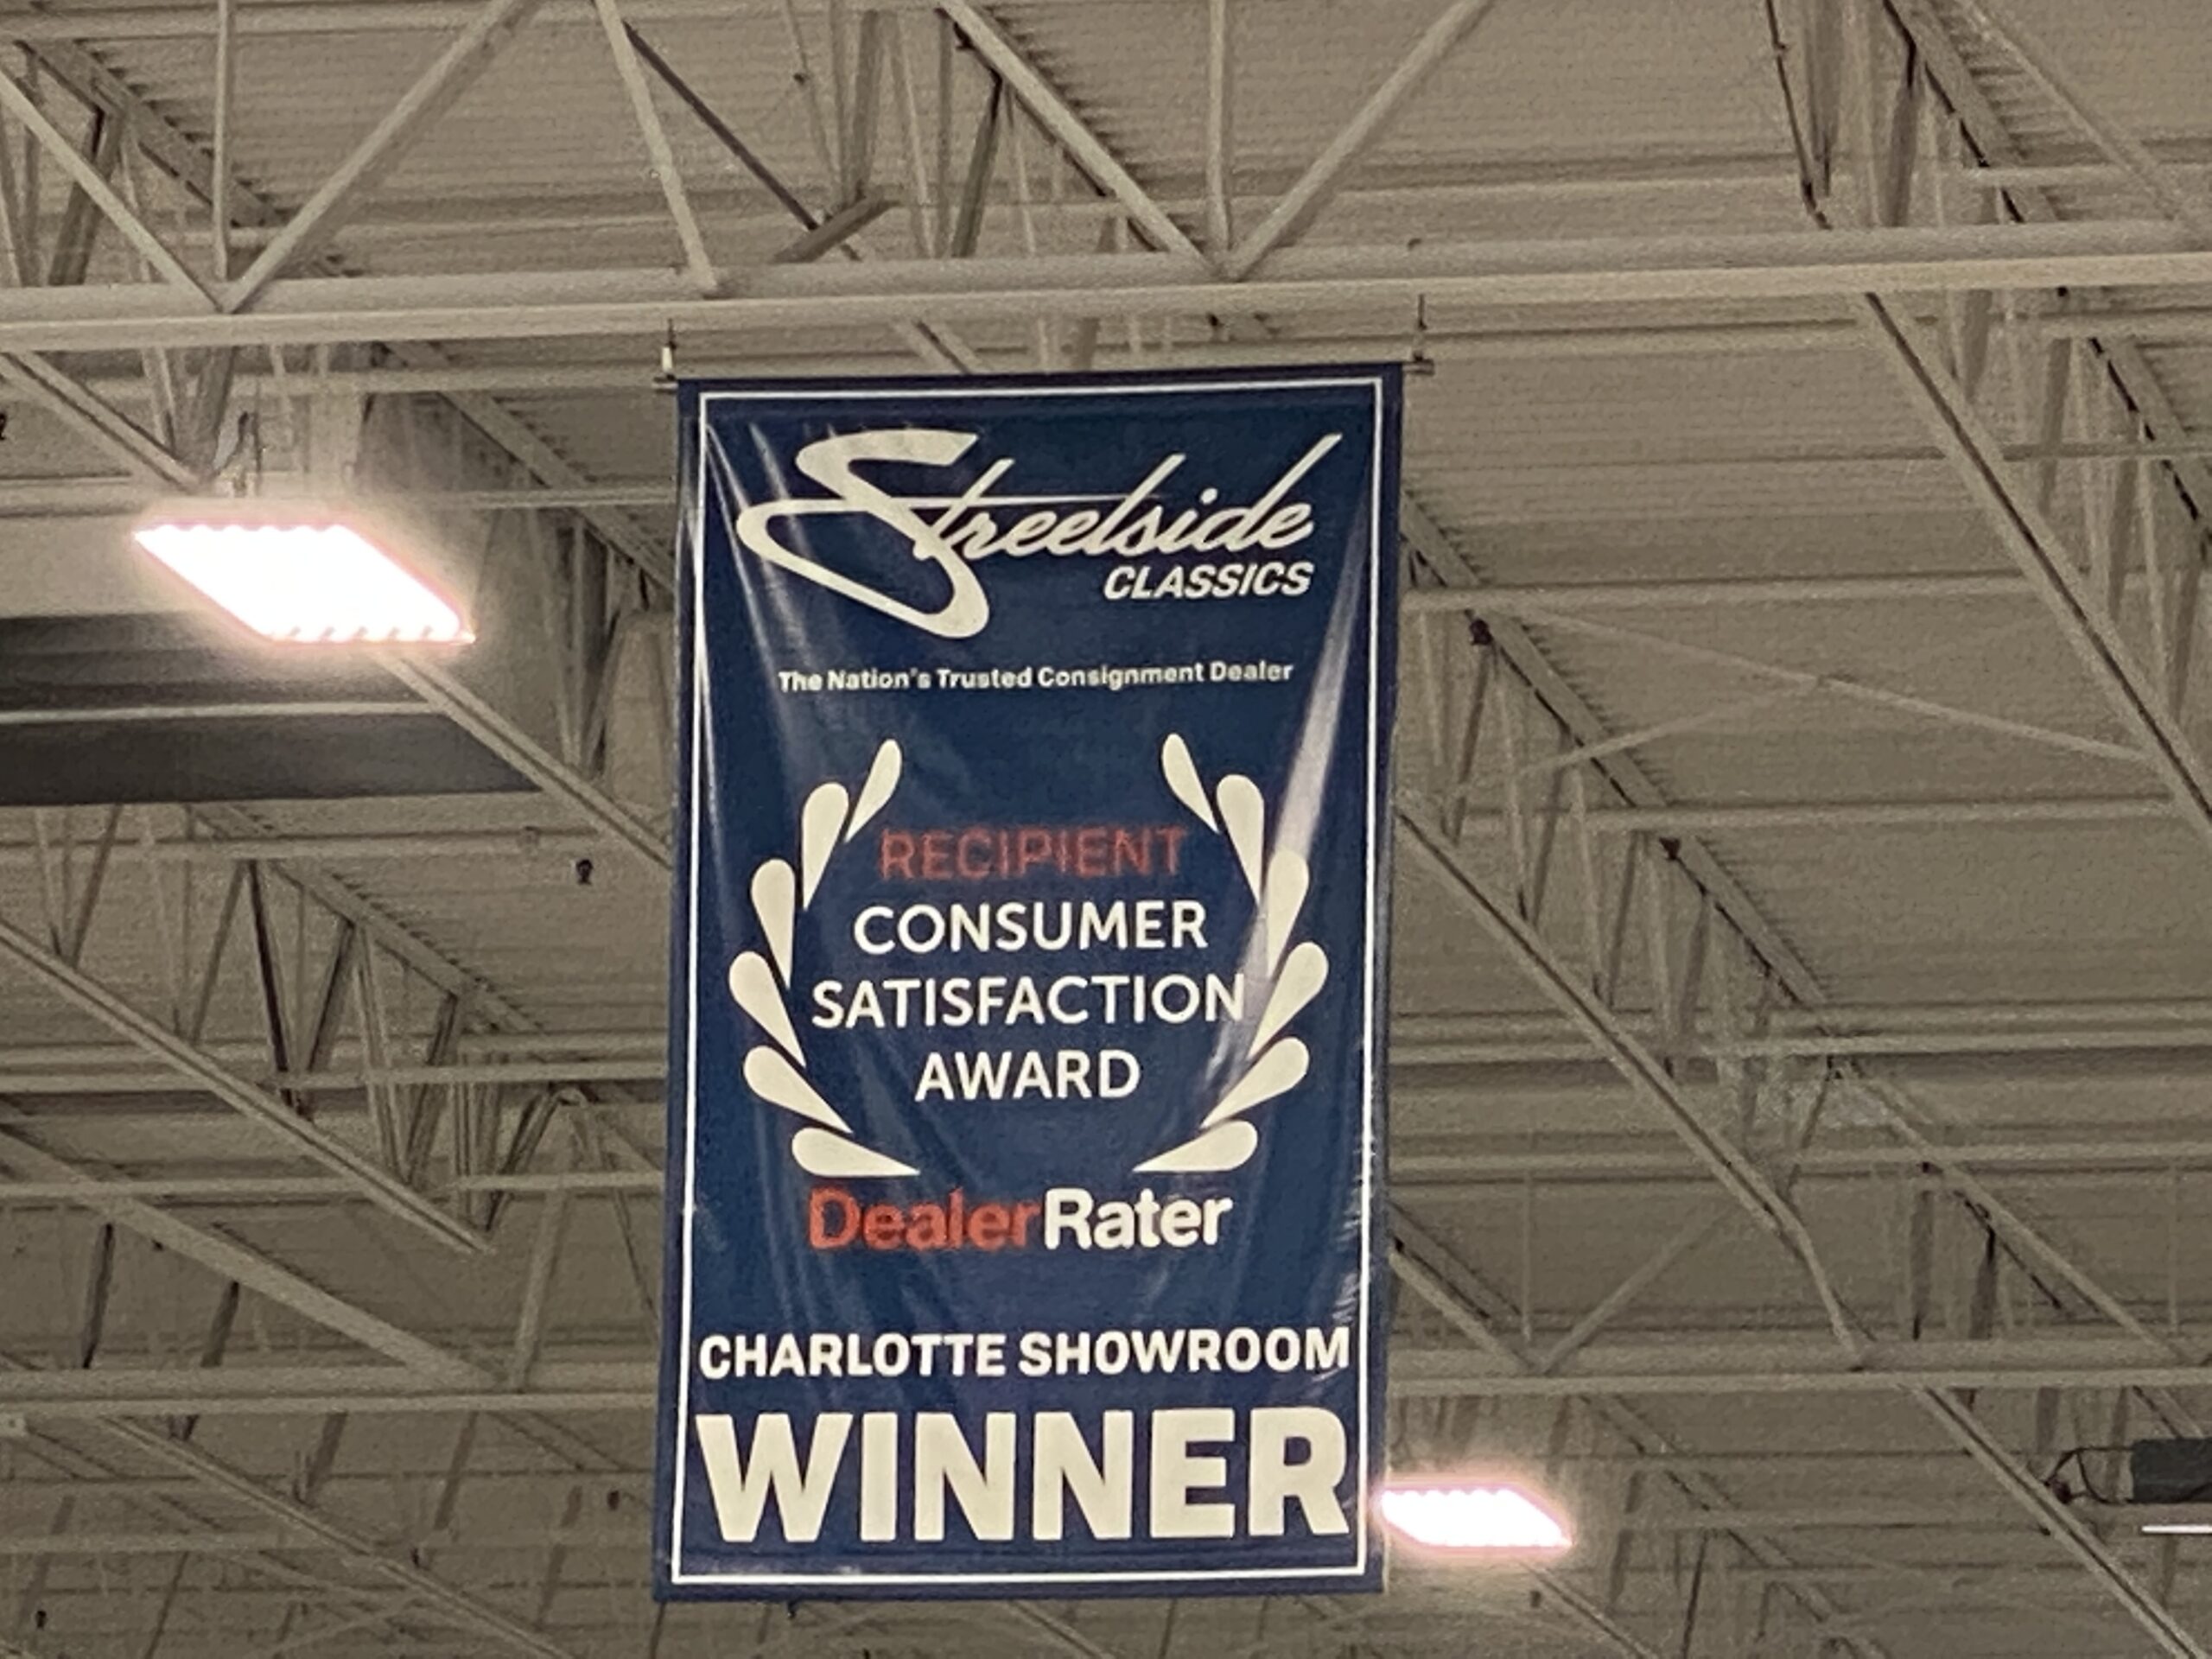 Streetside
CLASSICS
The Nation's Trusted Consignment Dealer
RECIPIENT
CONSUMER
SATISFACTION
AWARD
DealerRater
CHARLOTTE SHOWROOM
WINNER